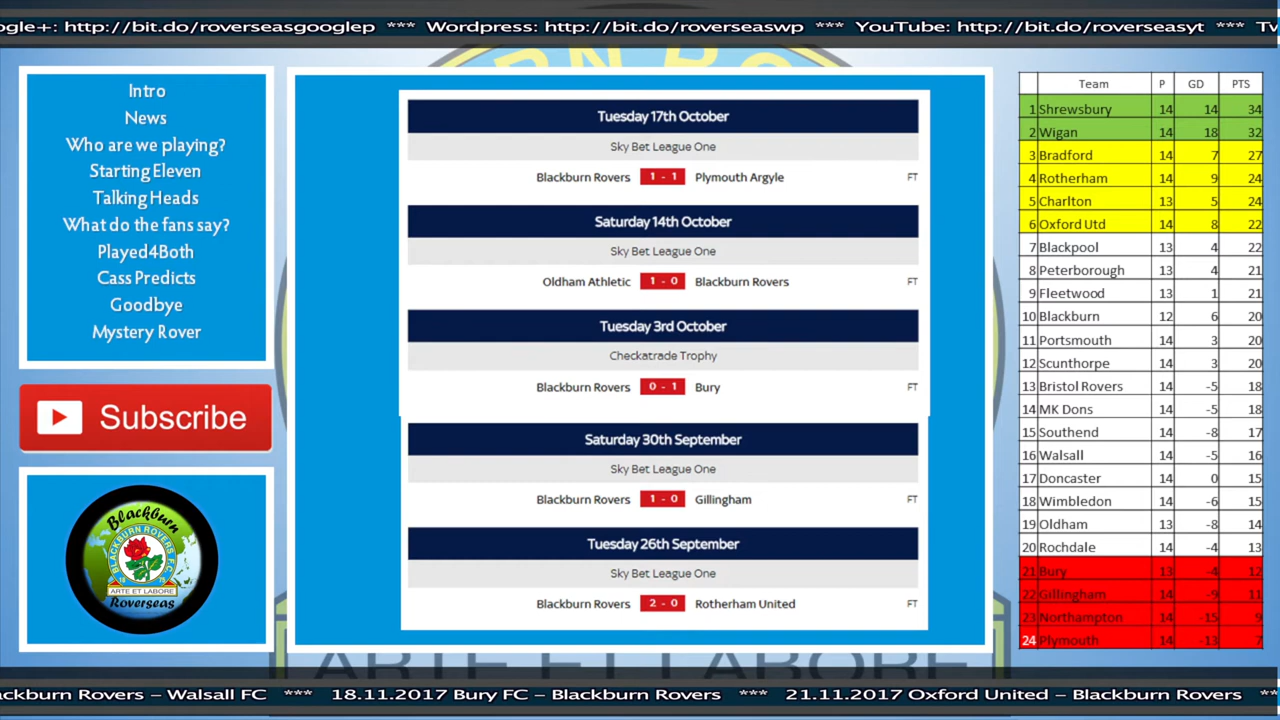 ogle+: http://bit.do/roverseasgooglep *** Wordpress: http://bit.do/roverseaswp *** YouTube: http://bit.do/roverseasyt *** Tv
Intro
News
Who are we playing?
Starting Eleven
Talking Heads
What do the fans say?
Played4Both
Cass Predicts
Goodbye
Mystery Rover
Subscribe
Blackburn
BLACKBURN ROVERS F.C.
18 75
ARTE ET LABORE
Roverseas
Tuesday 17th October
Sky Bet League One
Blackburn Rovers 1 - 1 Plymouth Argyle FT
Saturday 14th October
Sky Bet League One
Oldham Athletic 1 - 0 Blackburn Rovers FT
Tuesday 3rd October
Checkatrade Trophy
Blackburn Rovers 0 - 1 Bury FT
Saturday 30th September
Sky Bet League One
Blackburn Rovers 1 - 0 Gillingham FT
Tuesday 26th September
Sky Bet League One
Blackburn Rovers 2 - 0 Rotherham United FT
Team P GD PTS
1 Shrewsbury 14 14 34
2 Wigan 14 18 32
3 Bradford 14 7 27
4 Rotherham 14 9 24
5 Charlton 13 5 24
6 Oxford Utd 14 8 22
7 Blackpool 13 4 22
8 Peterborough 13 4 21
9 Fleetwood 13 1 21
10 Blackburn 12 6 20
11 Portsmouth 14 3 20
12 Scunthorpe 14 3 20
13 Bristol Rovers 14 -5 18
14 MK Dons 14 -5 18
15 Southend 14 -8 17
16 Walsall 14 -5 16
17 Doncaster 14 0 15
18 Wimbledon 14 -6 15
19 Oldham 13 -8 14
20 Rochdale 14 -4 13
21 Bury 13 -4 12
22 Gillingham 14 -9 11
23 Northampton 14 -15 9
24 Plymouth 14 -13 7
ARTE ET LABORE
ackburn Rovers – Walsall FC *** 18.11.2017 Bury FC – Blackburn Rovers *** 21.11.2017 Oxford United – Blackburn Rovers **